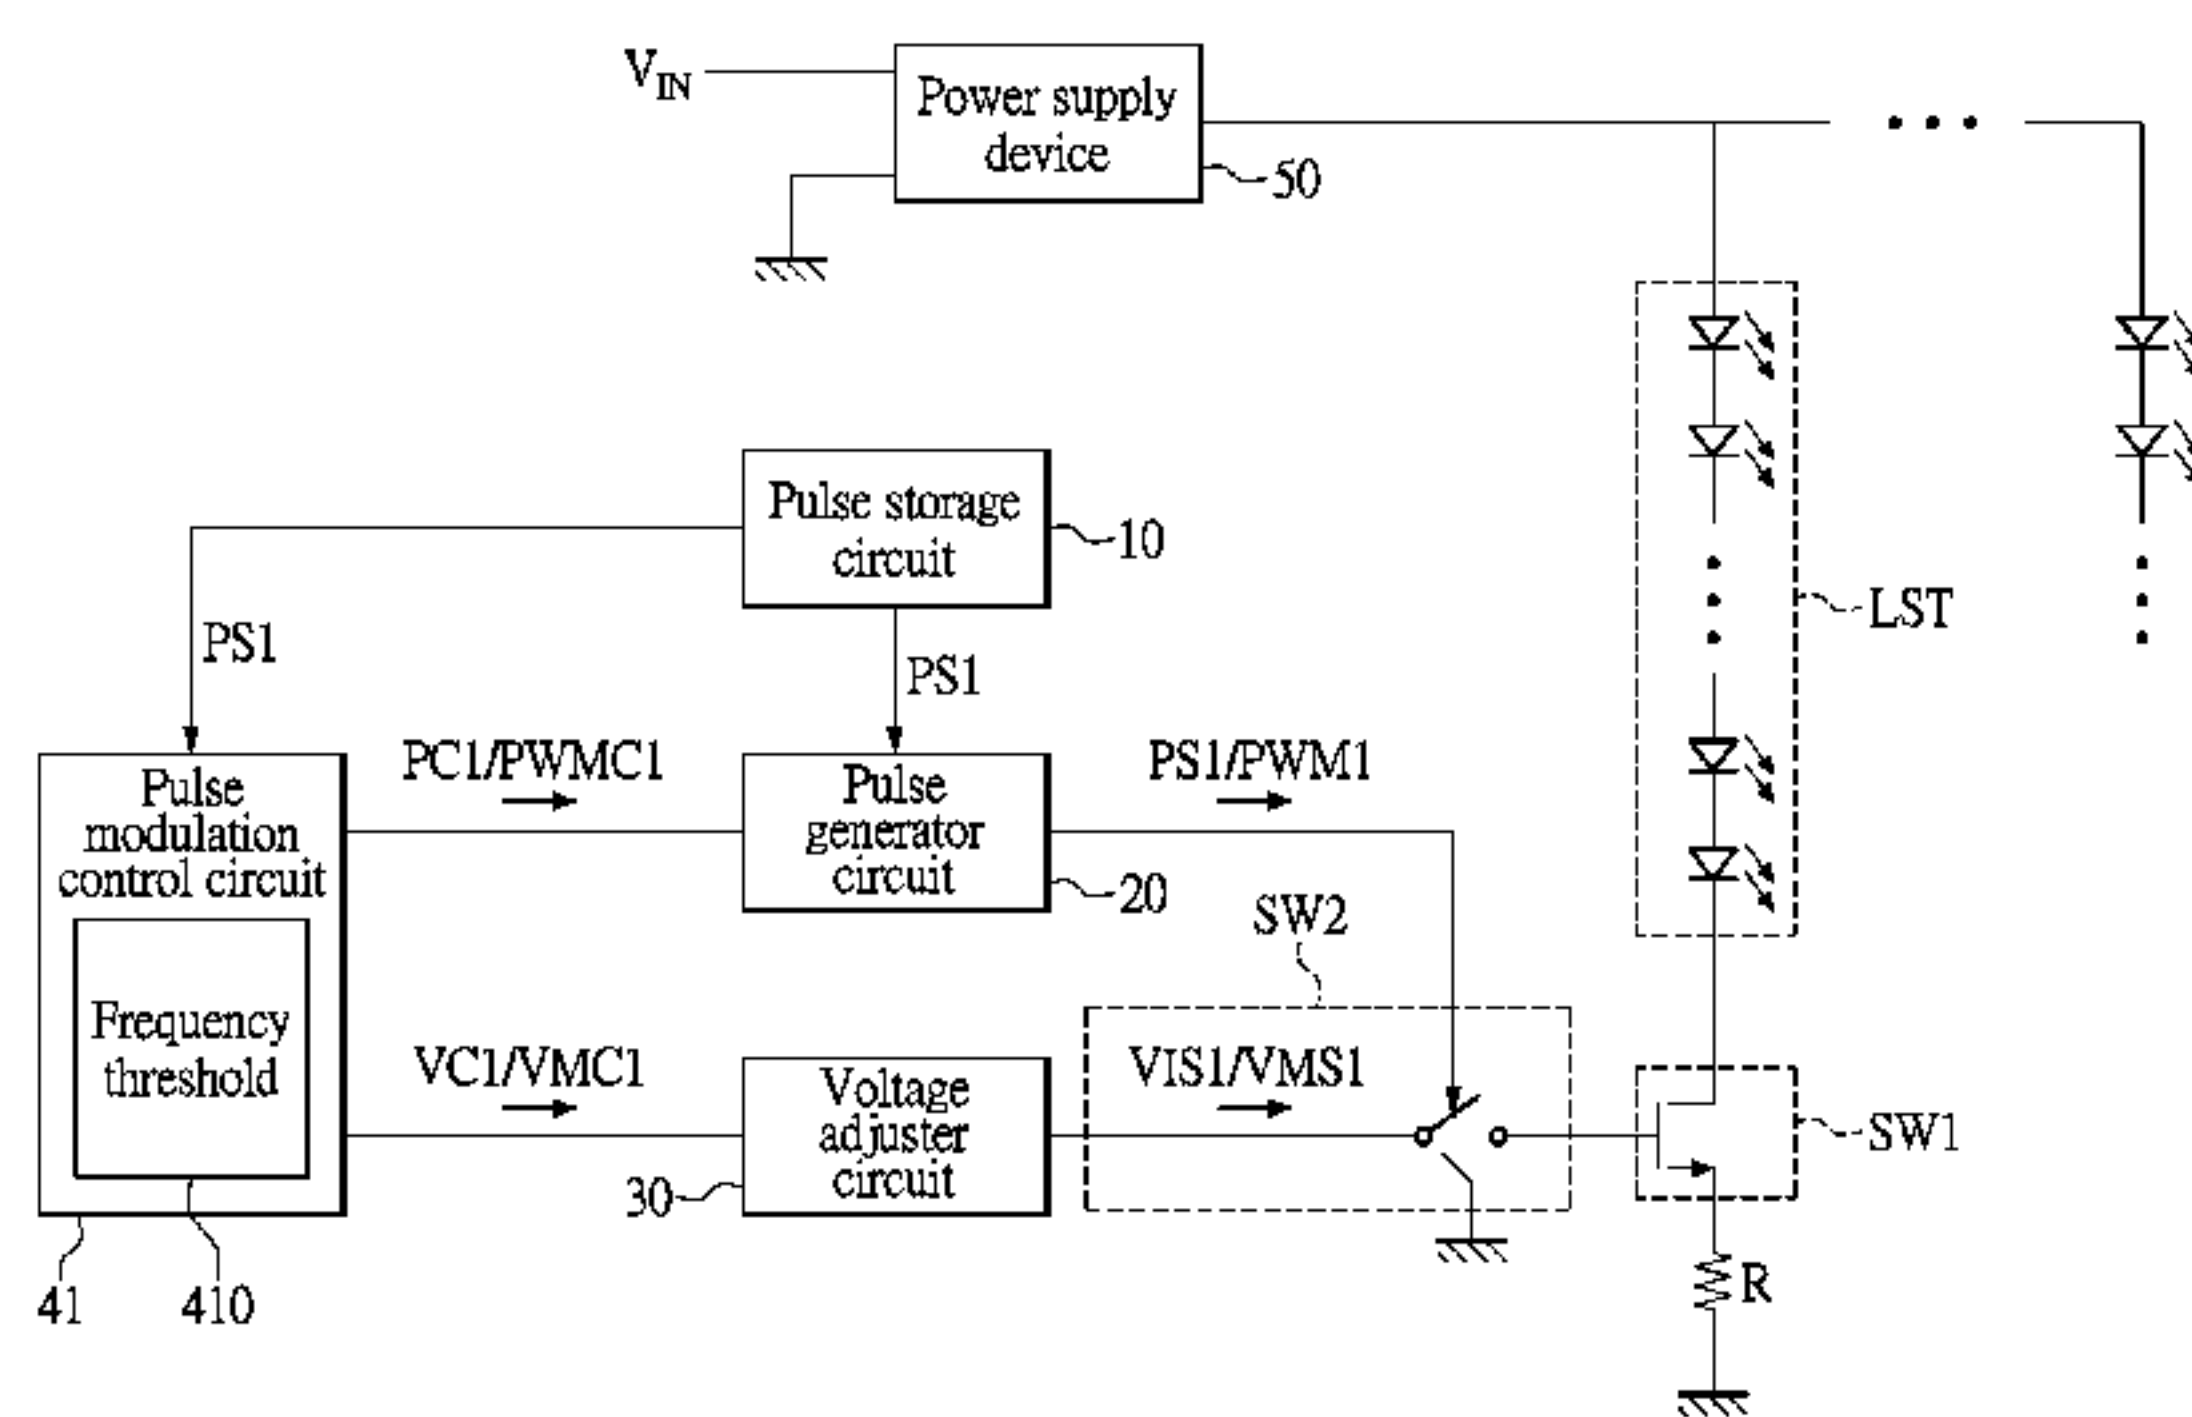 VIN
Power supply
device
50
Pulse storage
circuit
10
LST
PS1
PS1
PC1/PWMC1
PS1/PWM1
Pulse
modulation
control circuit
Pulse
generator
circuit
20
SW2
Frequency
threshold
VC1/VMC1
Voltage
adjuster
circuit
VIS1/VMS1
SW1
30
41
410
R